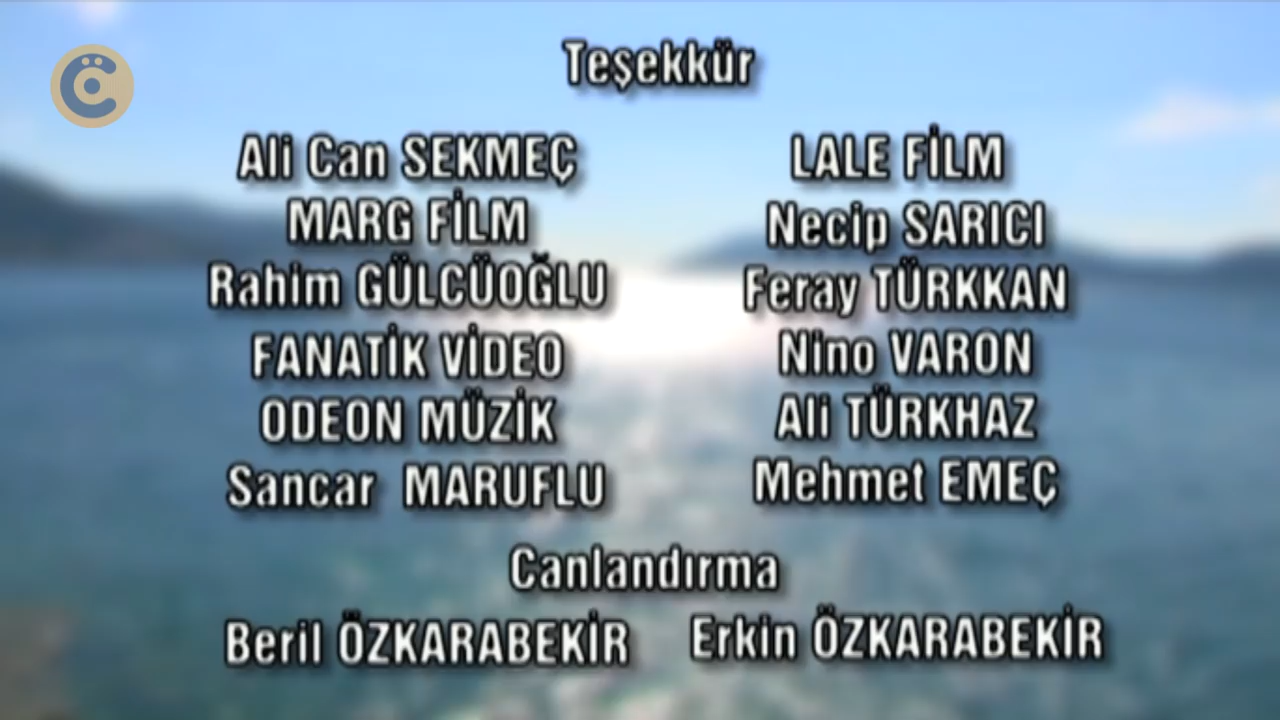 Teşekkür
Ali Can SEKMEÇ
LALE FİLM
MARG FİLM
Necip SARICI
Rahim GÜLCÜOĞLU
Feray TÜRKKAN
FANATİK VİDEO
Nino VARON
ODEON MÜZİK
Ali TÜRKHAZ
Sancar MARUFLU
Mehmet EMEÇ
Canlandırma
Beril ÖZKARABEKİR
Erkin ÖZKARABEKİR